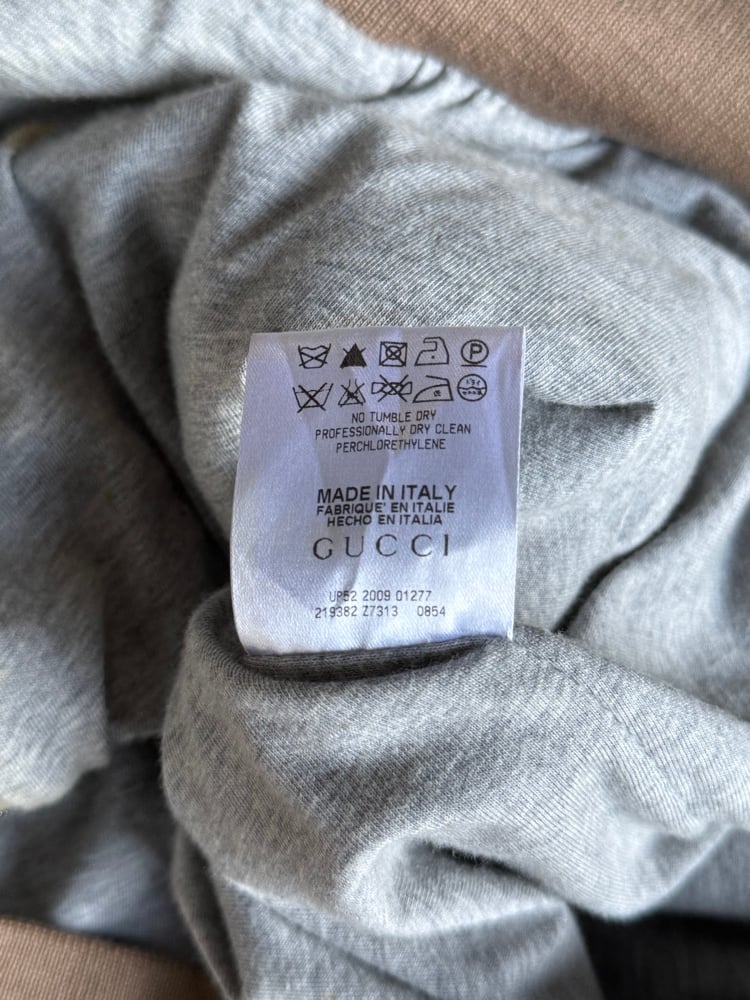 P
NO TUMBLE DRY
PROFESSIONALLY DRY CLEAN
PERCHLORETHYLENE
MADE IN ITALY
FABRIQUE' EN ITALIE
HECHO EN ITALIA
GUCCI
UP52 2009 01277
219382 Z7313 0854